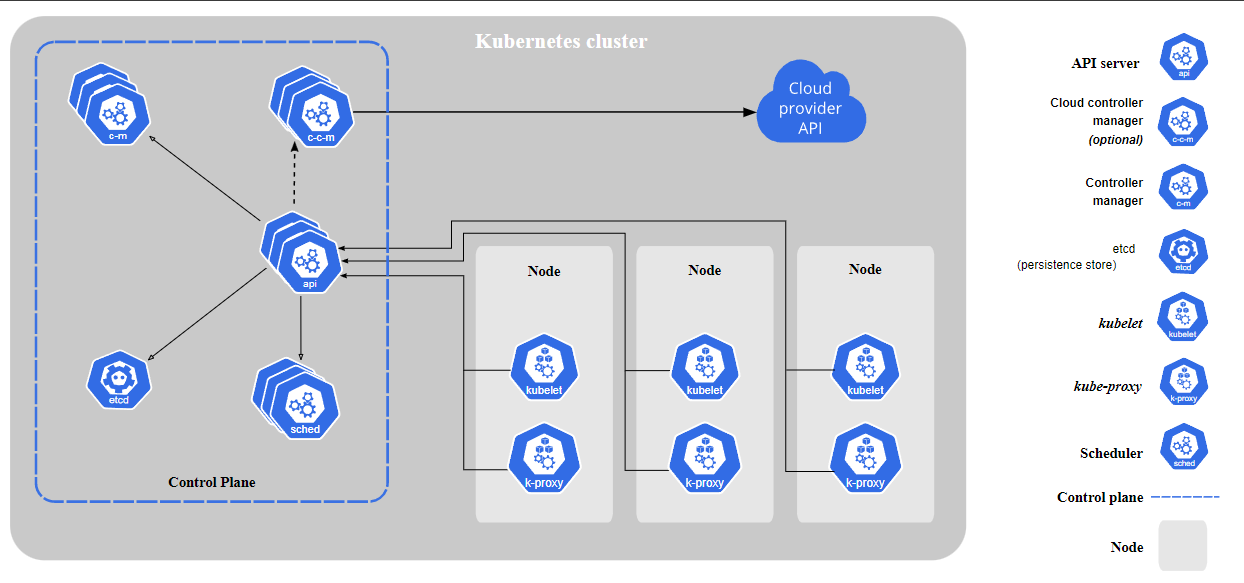 Kubernetes cluster
c-m
c-c-m
Cloud
provider
API
api
etcd
sched
Control Plane
Node
Node
Node
kubelet
kubelet
kubelet
k-proxy
k-proxy
k-proxy
API server
api
Cloud controller
manager
(optional)
c-c-m
Controller
manager
c-m
etcd
(persistence store)
etcd
kubelet
kubelet
kube-proxy
k-proxy
Scheduler
sched
Control plane
Node